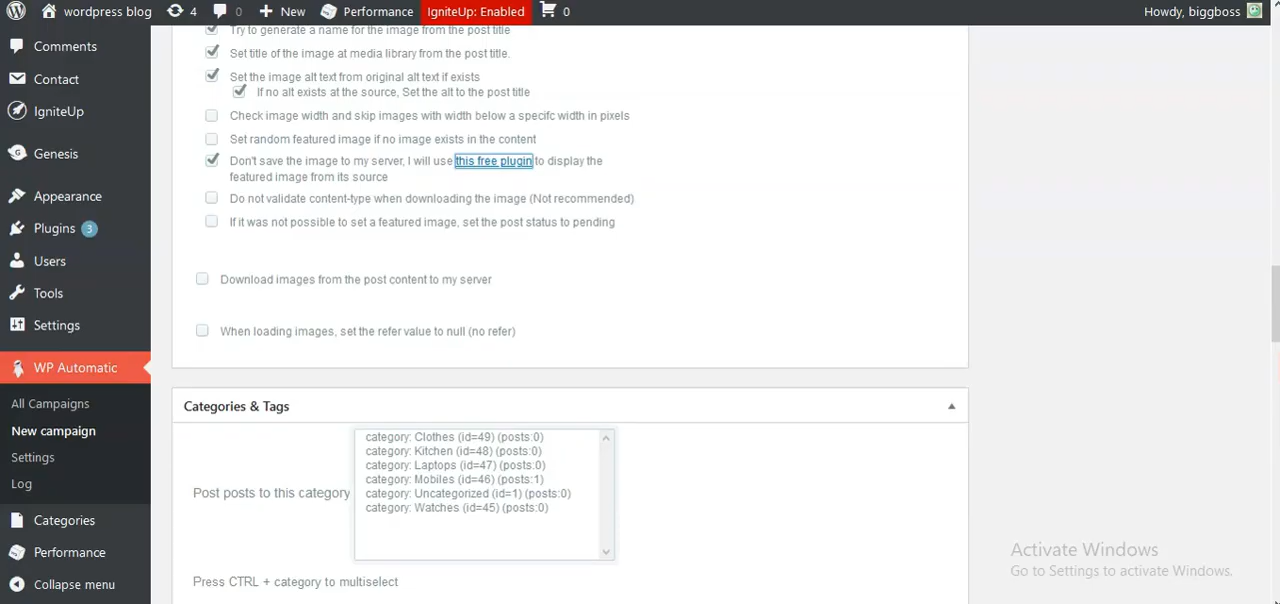 wordpress blog 4 0 New Performance IgniteUp: Enabled 0 Howdy, biggboss
Comments
Contact
IgniteUp
Genesis
Appearance
Plugins 3
Users
Tools
Settings
WP Automatic
All Campaigns
New campaign
Settings
Log
Categories
Performance
Collapse menu
Try to generate a name for the image from the post title
Set title of the image at media library from the post title.
Set the image alt text from original alt text if exists
If no alt exists at the source, Set the alt to the post title
Check image width and skip images with width below a specifc width in pixels
Set random featured image if no image exists in the content
Don't save the image to my server, I will use this free plugin to display the
featured image from its source
Do not validate content-type when downloading the image (Not recommended)
If it was not possible to set a featured image, set the post status to pending
Download images from the post content to my server
When loading images, set the refer value to null (no refer)
Categories & Tags
Post posts to this category
category: Clothes (id=49) (posts:0)
category: Kitchen (id=48) (posts:0)
category: Laptops (id=47) (posts:0)
category: Mobiles (id=46) (posts:1)
category: Uncategorized (id=1) (posts:0)
category: Watches (id=45) (posts:0)
Press CTRL + category to multiselect
Activate Windows
Go to Settings to activate Windows.